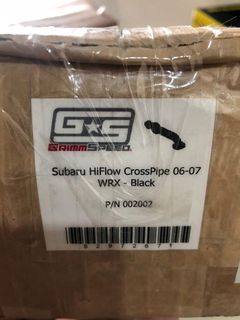 GRIMMSPEED
Subaru HiFlow CrossPipe 06-07
WRX - Black
P/N 002002